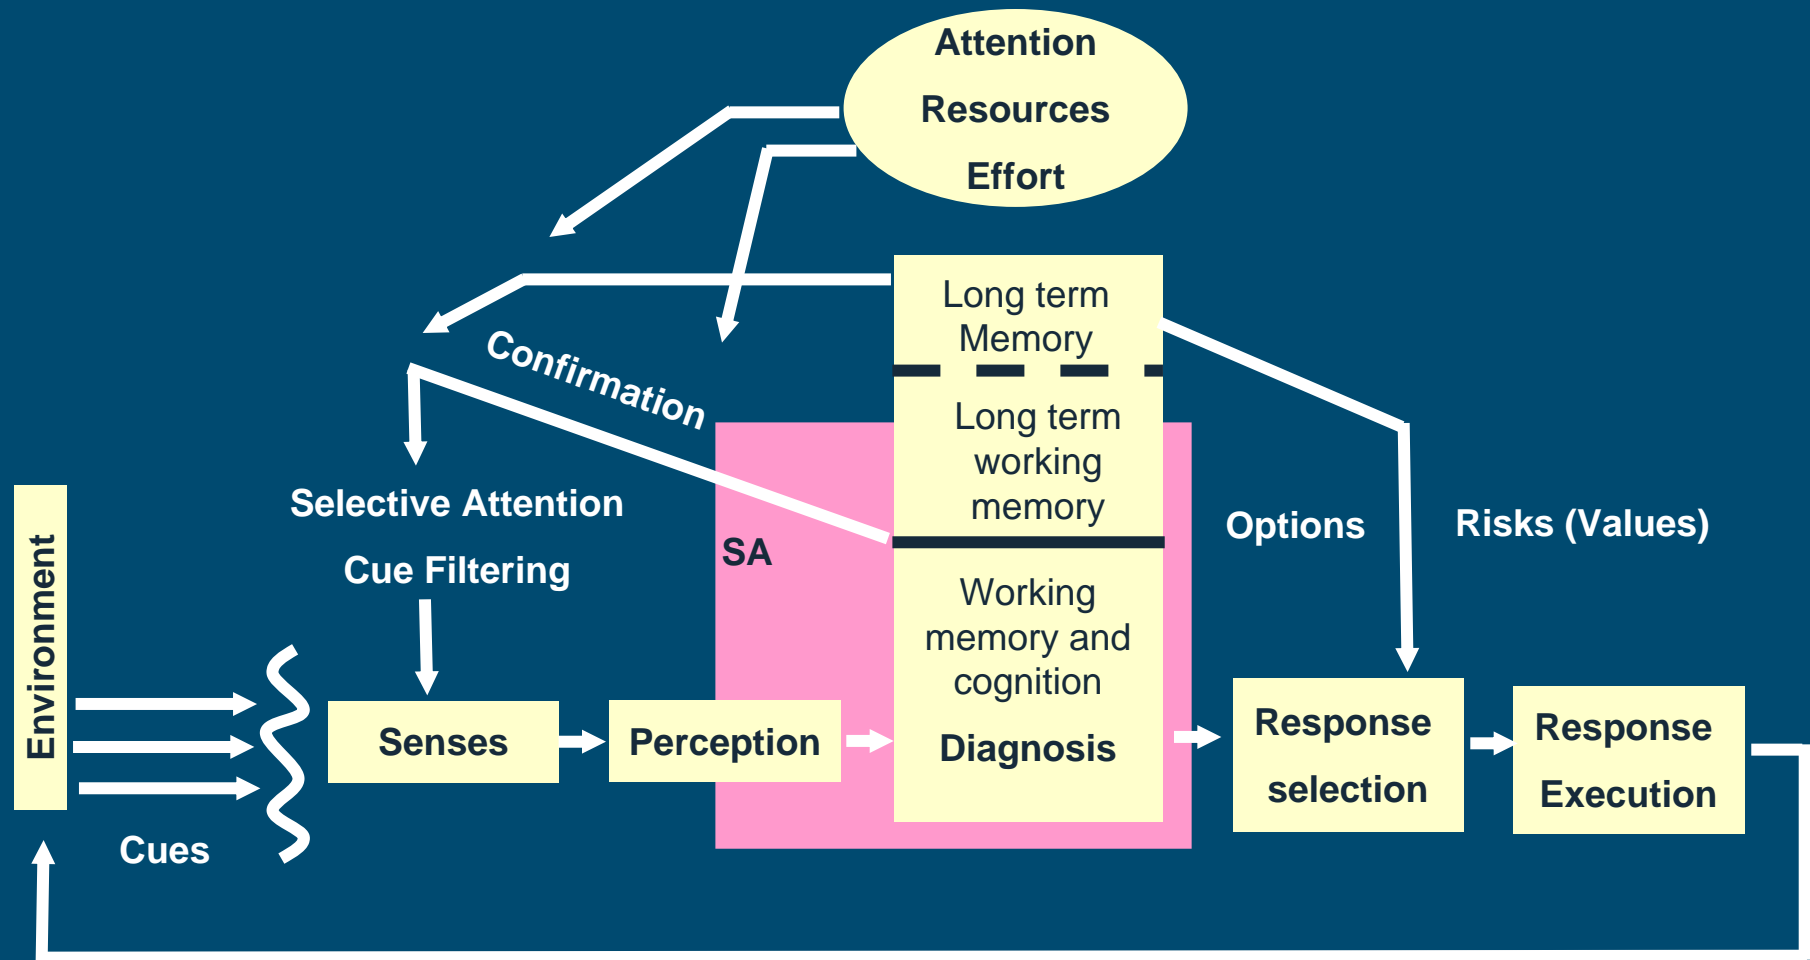 Attention
Resources
Effort
Long term
Memory
Confirmation
Long term
working
memory
Selective Attention
Cue Filtering
SA
Options
Risks (Values)
Environment
Working
memory and
cognition
Diagnosis
Senses
Perception
Response
selection
Response
Execution
Cues